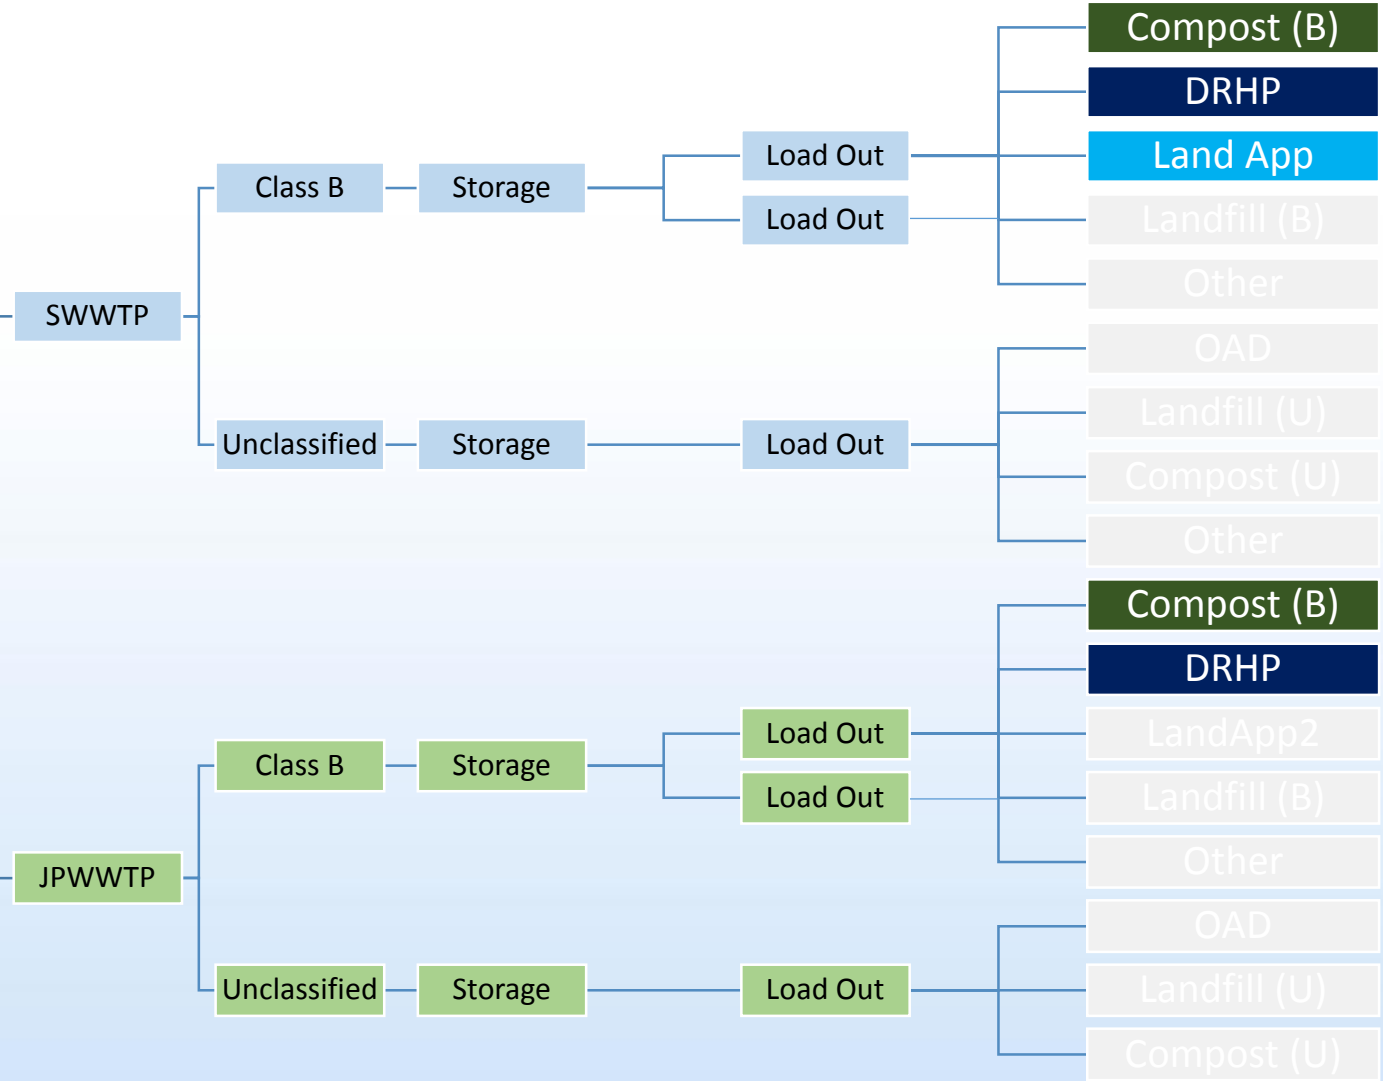 SWWTP
Class B
Storage
Load Out
Load Out
Compost (B)
DRHP
Land App
Landfill (B)
Other
Unclassified
Storage
Load Out
OAD
Landfill (U)
Compost (U)
Other
JPWWTP
Class B
Storage
Load Out
Load Out
Compost (B)
DRHP
LandApp2
Landfill (B)
Other
Unclassified
Storage
Load Out
OAD
Landfill (U)
Compost (U)